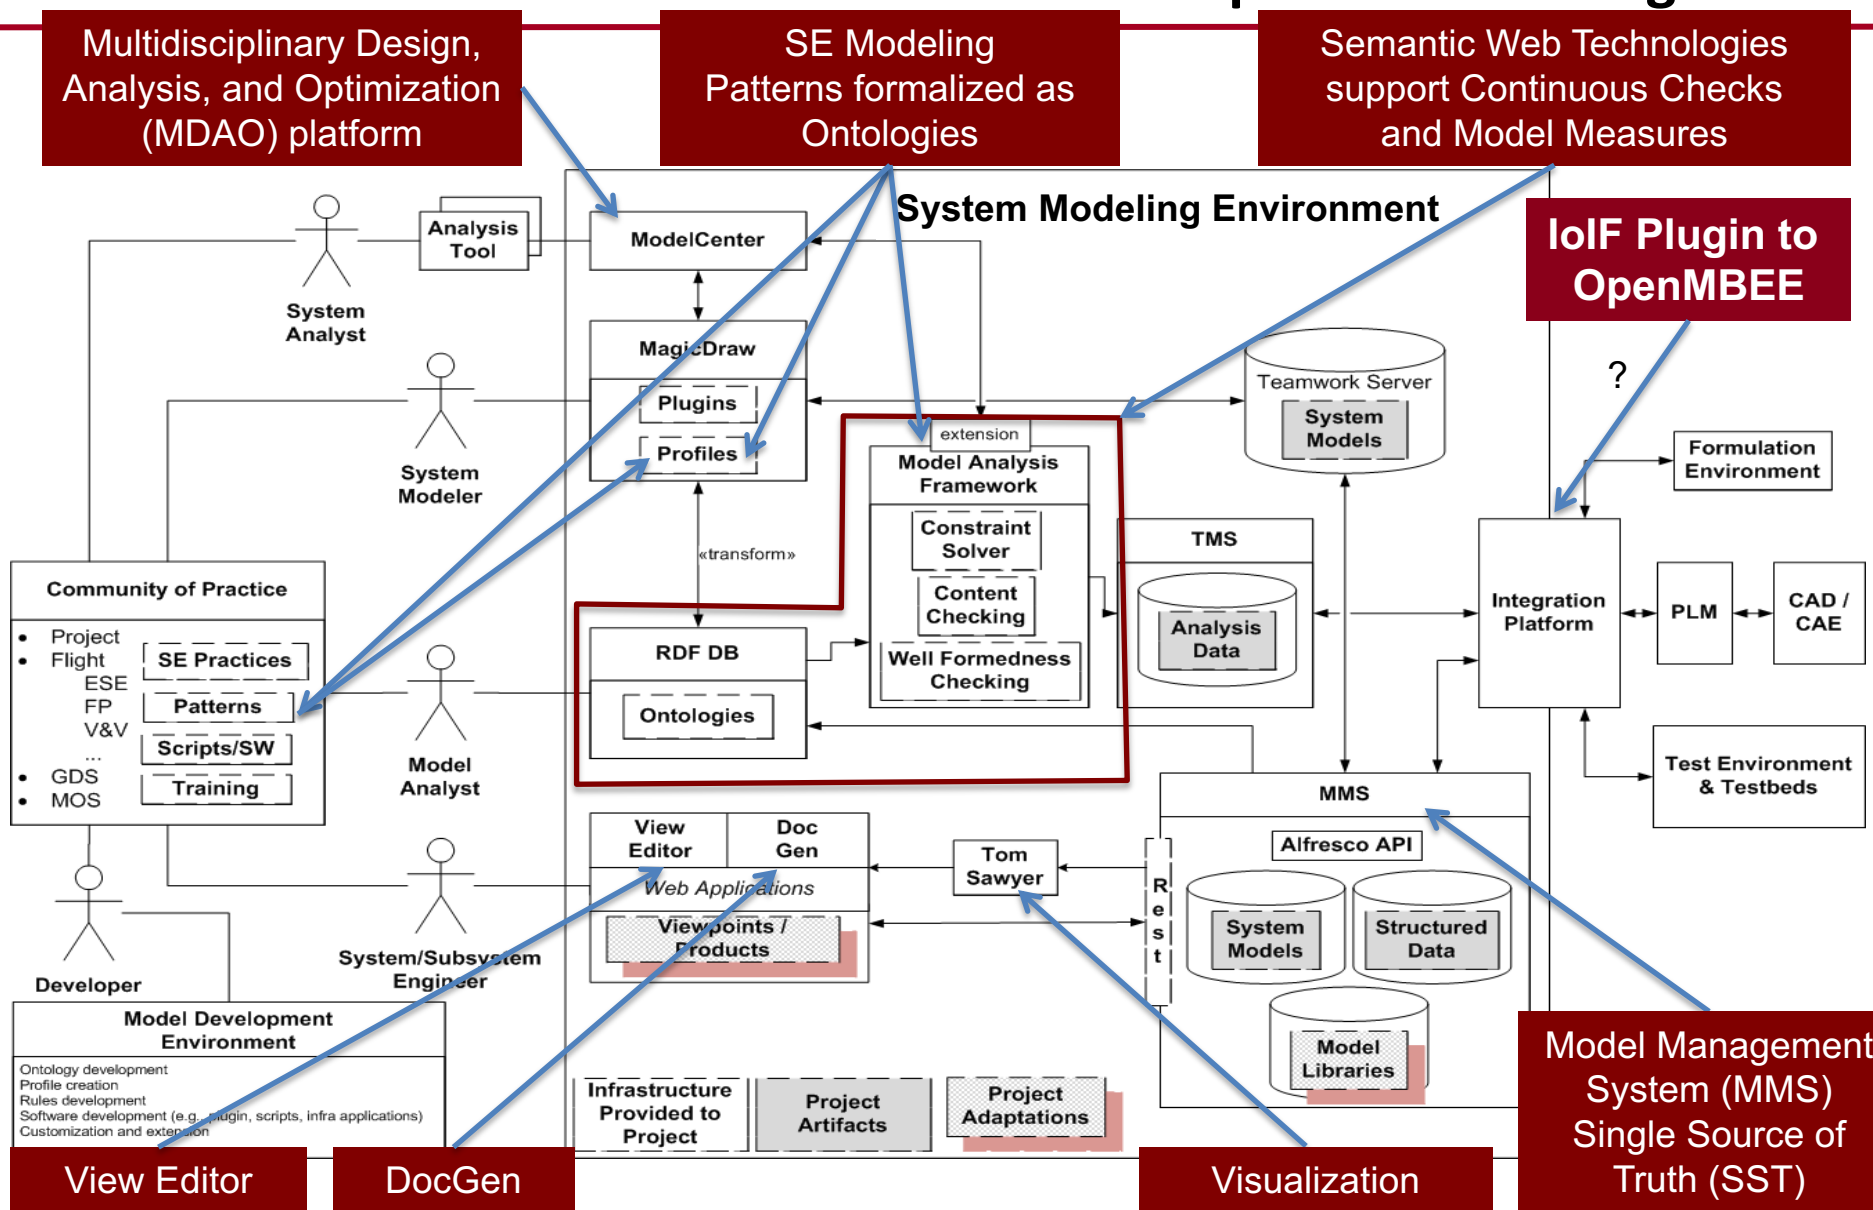 Multidisciplinary Design,
Analysis, and Optimization
(MDAO) platform
SE Modeling
Patterns formalized as
Ontologies
Semantic Web Technologies
support Continuous Checks
and Model Measures
System Modeling Environment
IoIF Plugin to
OpenMBEE
?
System
Analyst
Analysis
Tool
ModelCenter
MagicDraw
Plugins
Profiles
System
Modeler
Teamwork Server
System
Models
extension
Model Analysis
Framework
Constraint
Solver
Content
Checking
Well Formedness
Checking
«transform»
TMS
Analysis
Data
Formulation
Environment
Integration
Platform
PLM
CAD /
CAE
Test Environment
& Testbeds
Community of Practice
• Project
• Flight
ESE
FP
V&V
...
• GDS
• MOS
SE Practices
Patterns
Scripts/SW
Training
RDF DB
Ontologies
Model
Analyst
View
Editor
Doc
Gen
Web Applications
Viewpoints /
Products
Tom
Sawyer
Rest
MMS
Alfresco API
System
Models
Structured
Data
Model
Libraries
System/Subsystem
Engineer
Developer
Model Development
Environment
Ontology development
Profile creation
Rules development
Software development (e.g., plugin, scripts, infra applications)
Customization and extension
Infrastructure
Provided to
Project
Project
Artifacts
Project
Adaptations
View Editor
DocGen
Visualization
Model Management
System (MMS)
Single Source of
Truth (SST)